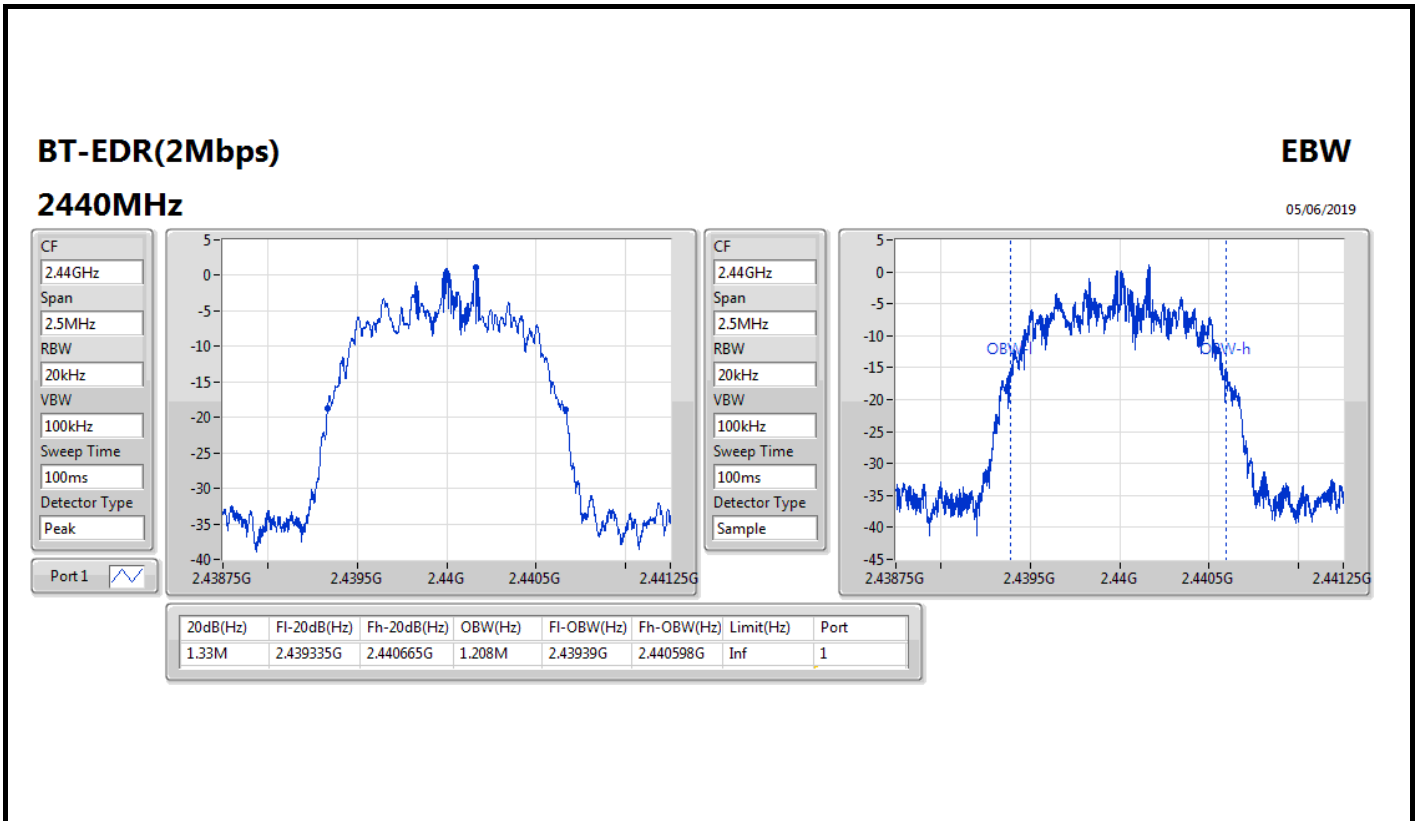 BT-EDR(2Mbps)
EBW
2440MHz
05/06/2019
CF
2.44GHz
Span
2.5MHz
RBW
20kHz
VBW
100kHz
Sweep Time
100ms
Detector Type
Peak
Port 1
5
0
-5
-10
-15
-20
-25
-30
-35
-40
2.43875G
2.4395G
2.44G
2.4405G
2.44125G
CF
2.44GHz
Span
2.5MHz
RBW
20kHz
VBW
100kHz
Sweep Time
100ms
Detector Type
Sample
5
0
-5
-10
-15
-20
-25
-30
-35
-40
-45
OBW-l
OBW-h
2.43875G
2.4395G
2.44G
2.4405G
2.44125G
20dB(Hz) Fl-20dB(Hz) Fh-20dB(Hz) OBW(Hz) Fl-OBW(Hz) Fh-OBW(Hz) Limit(Hz) Port
1.33M 2.439335G 2.440665G 1.208M 2.43939G 2.440598G Inf 1